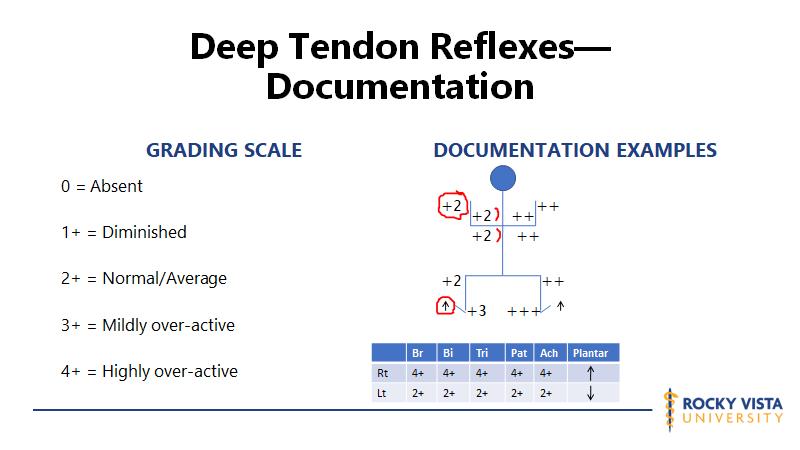 Deep Tendon Reflexes—
Documentation
GRADING SCALE
0 = Absent
1+ = Diminished
2+ = Normal/Average
3+ = Mildly over-active
4+ = Highly over-active
DOCUMENTATION EXAMPLES
+2 ++
+2 ++
+2 ++
+2 ++
↑ +3 +++ ↑
Br Bi Tri Pat Ach Plantar
Rt 4+ 4+ 4+ 4+ 4+ ↑
Lt 2+ 2+ 2+ 2+ 2+ ↓
ROCKY VISTA
UNIVERSITY